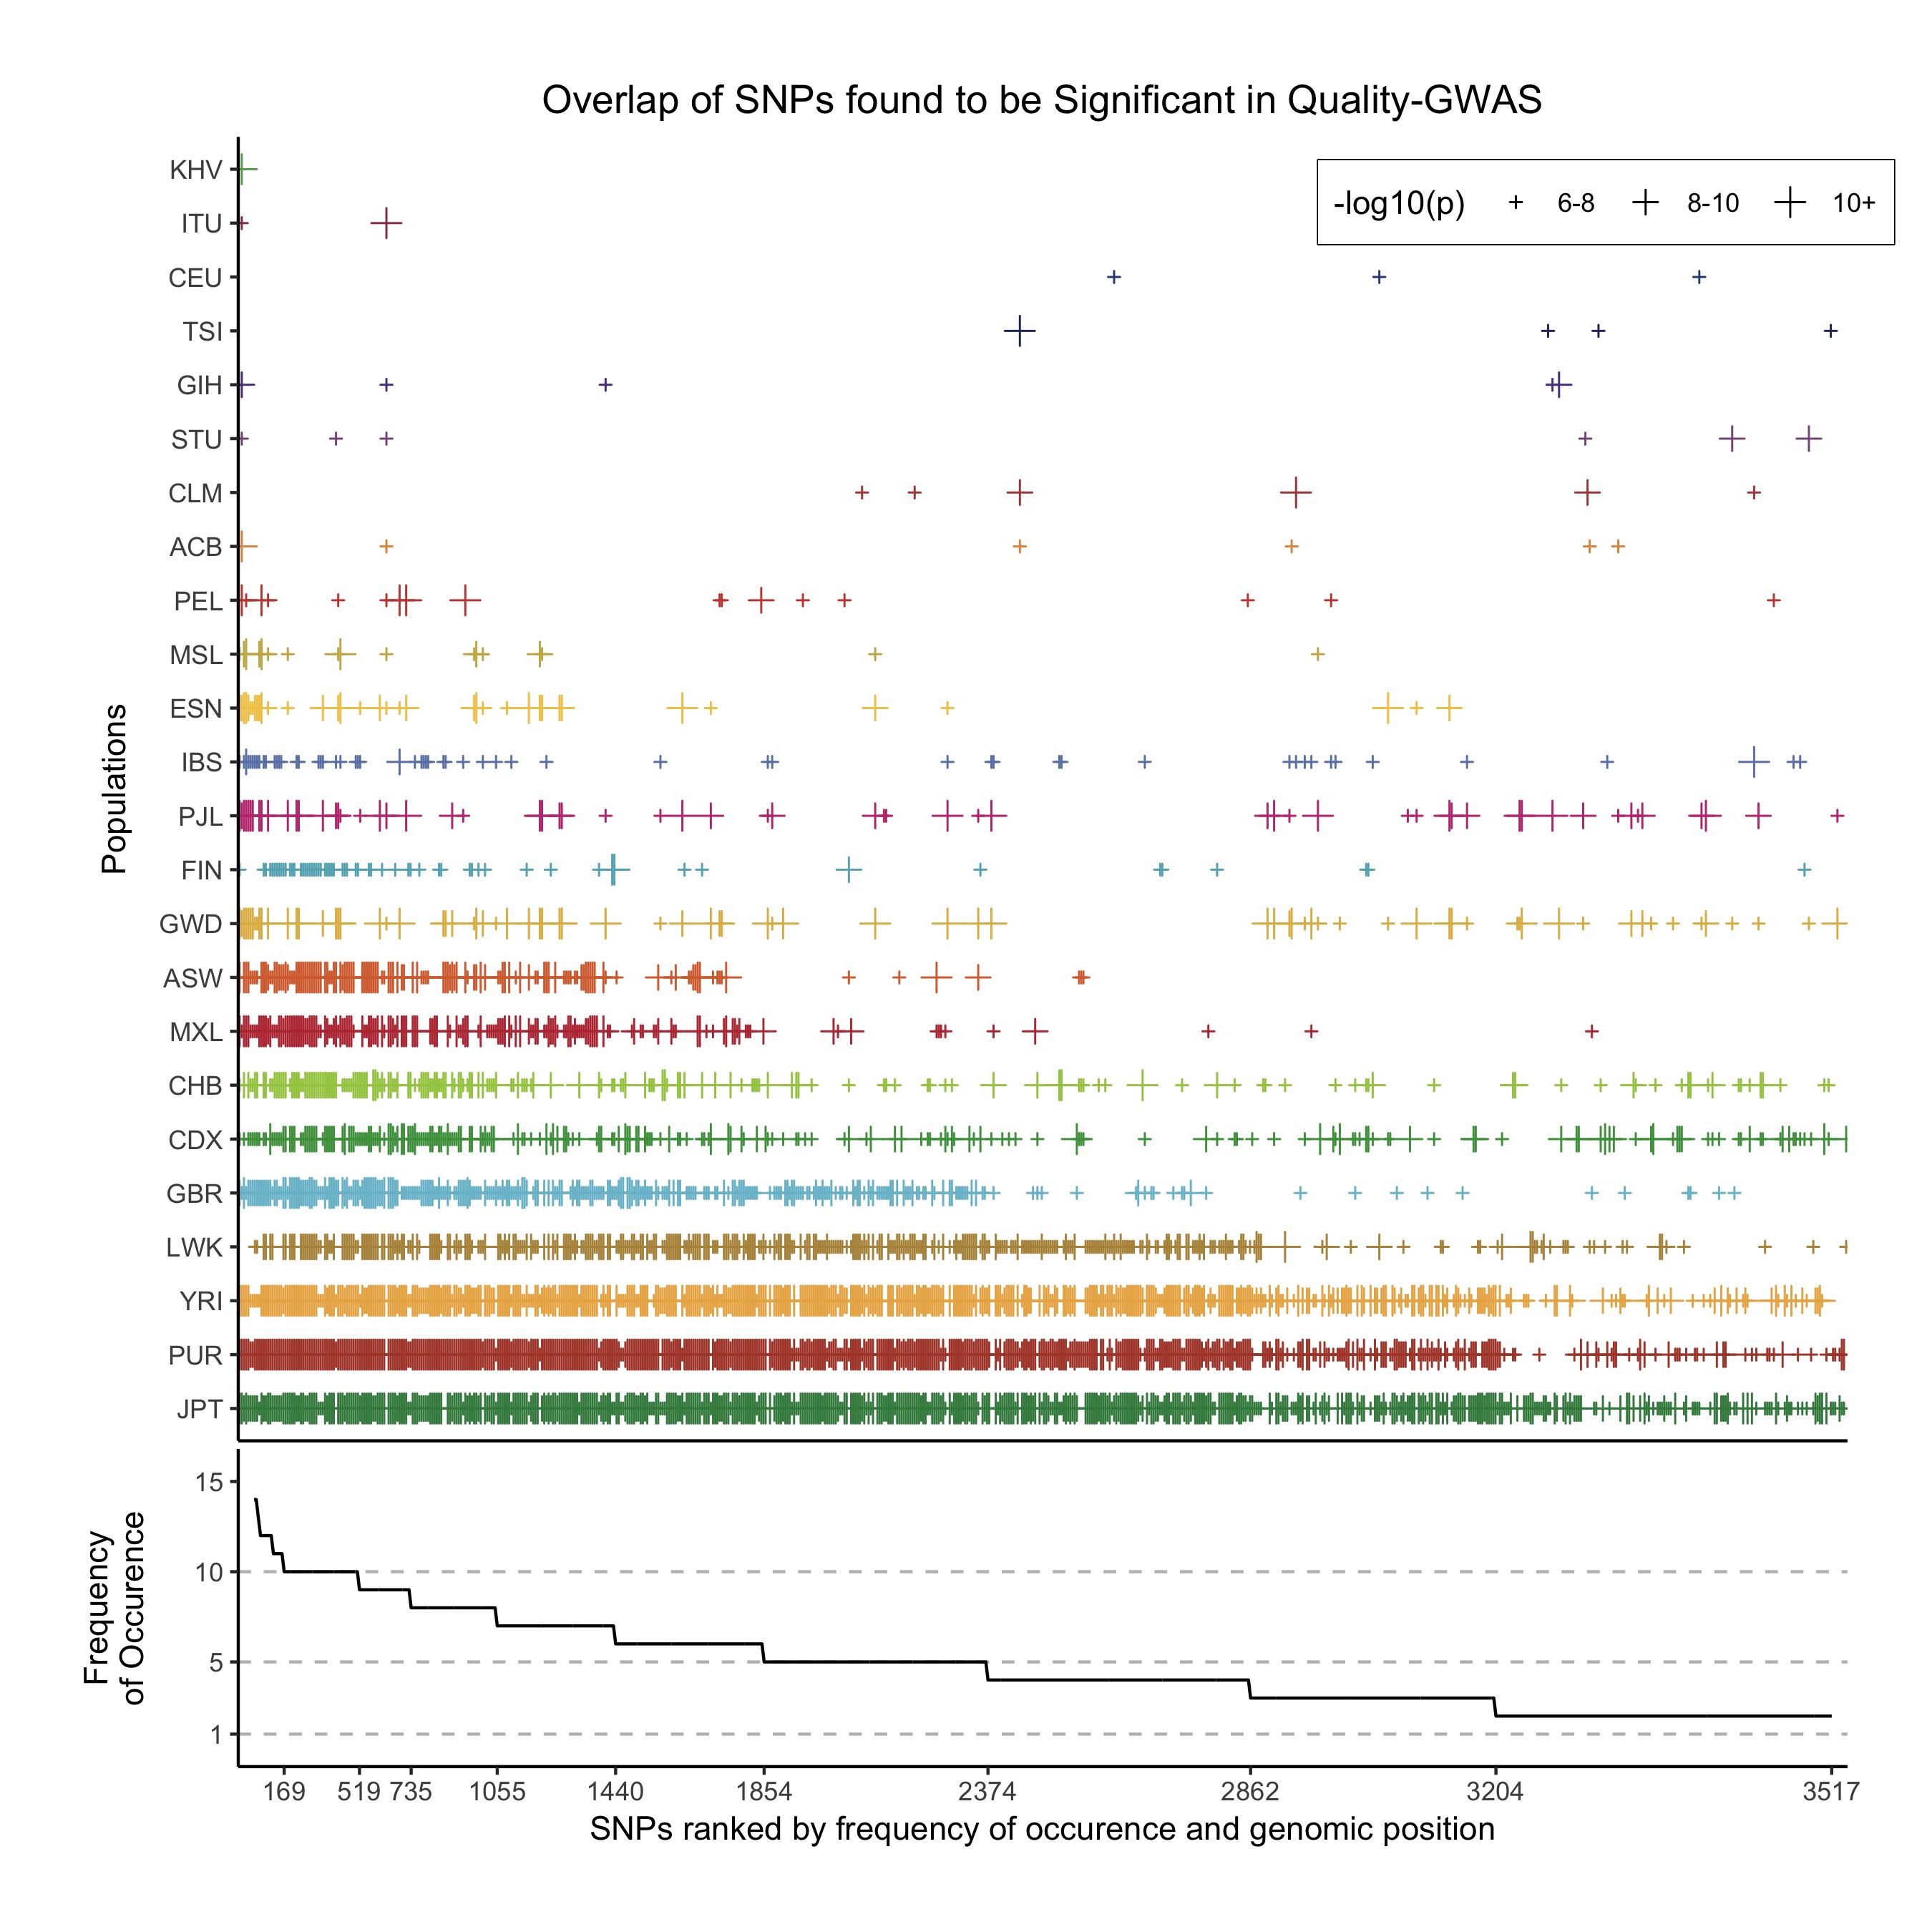 Overlap of SNPs found to be Significant in Quality-GWAS
-log10(p) 6-8 8-10 10+
Populations
KHV
ITU
CEU
TSI
GIH
STU
CLM
ACB
PEL
MSL
ESN
IBS
PJL
FIN
GWD
ASW
MXL
CHB
CDX
GBR
LWK
YRI
PUR
JPT
Frequency
of Occurence
15
10
5
1
169 519 735 1055 1440 1854 2374 2862 3204 3517
SNPs ranked by frequency of occurence and genomic position